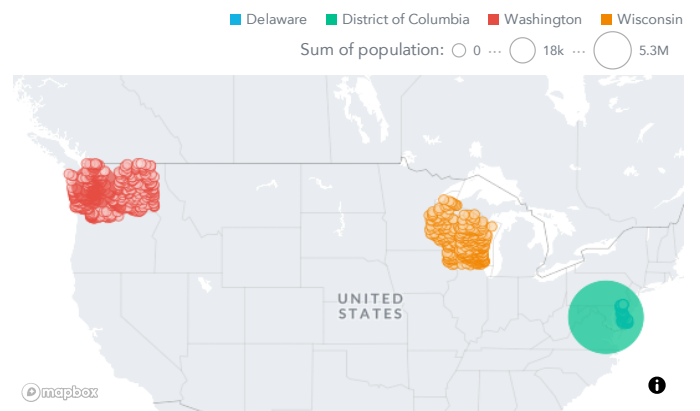 Delaware District of Columbia Washington Wisconsin
Sum of population: 0 ... 18k ... 5.3M
UNITED
STATES
mapbox
i